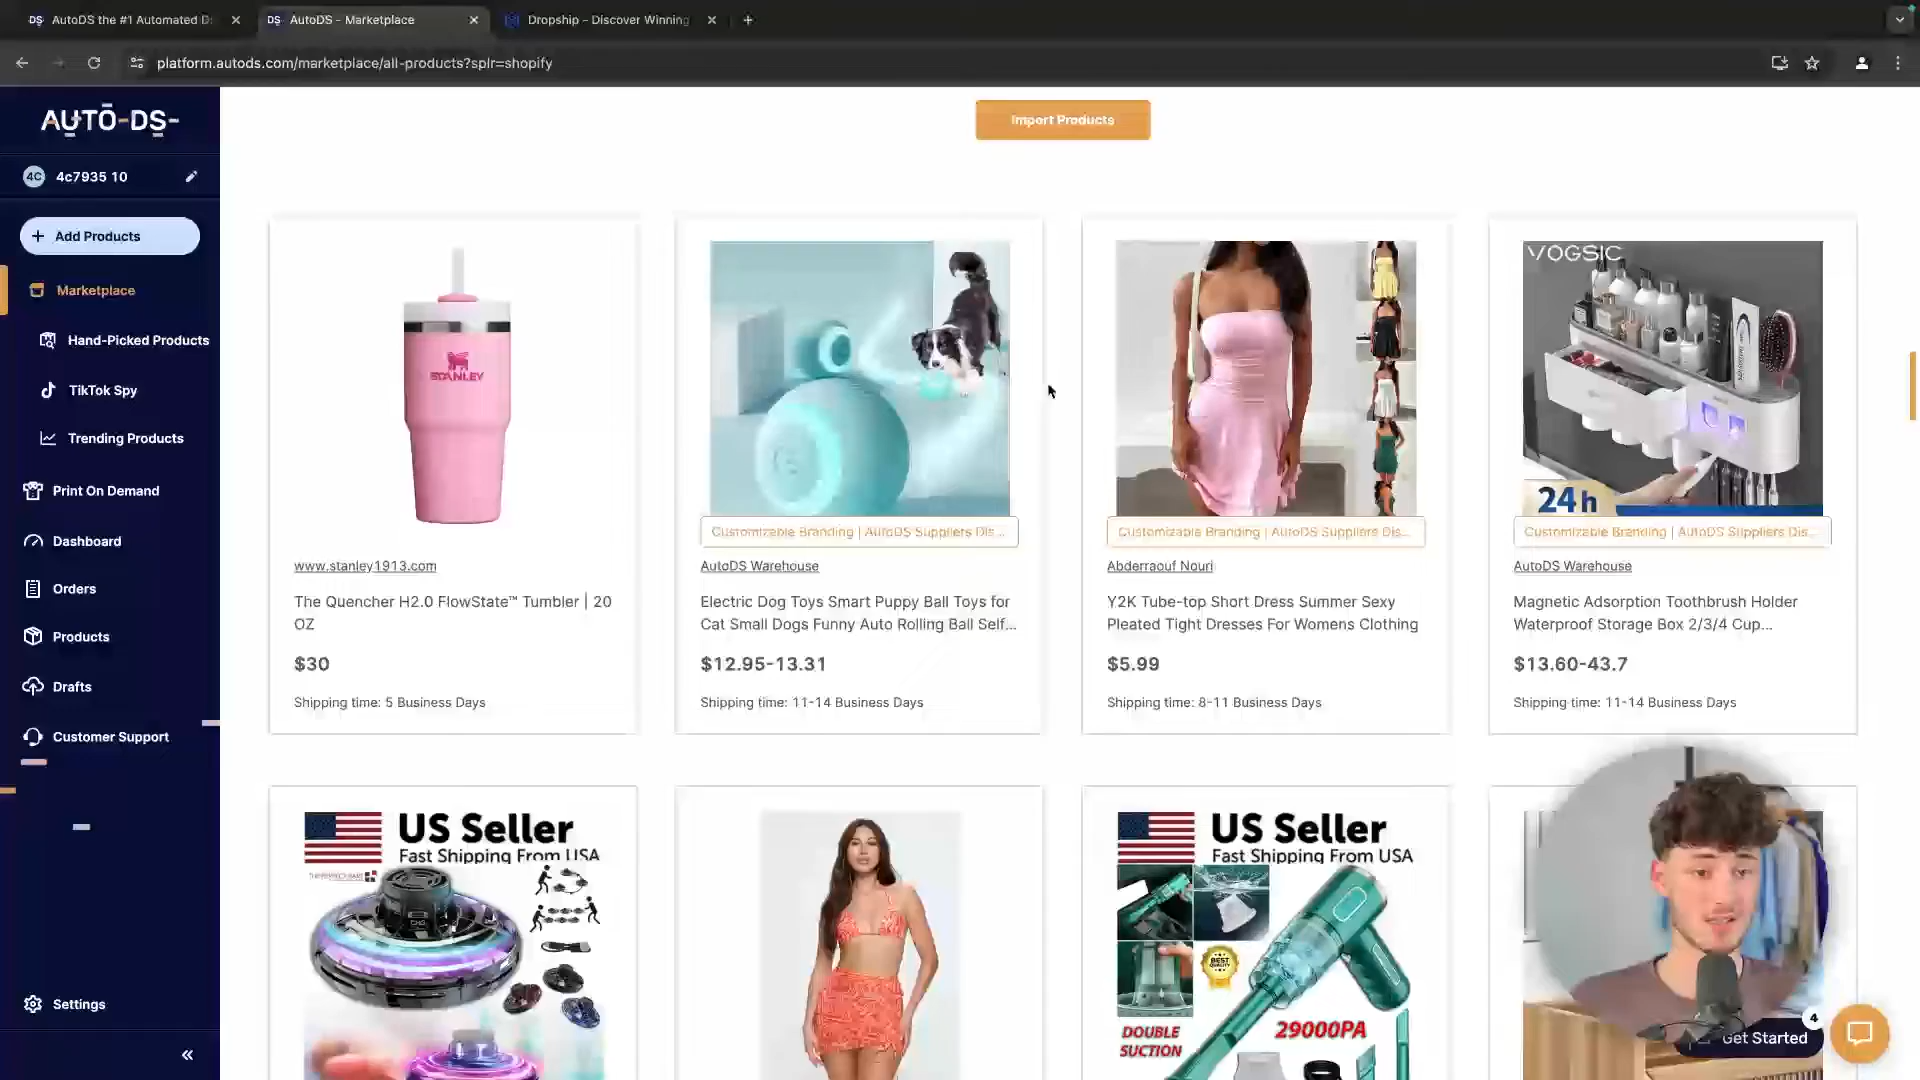 AutoDS the #1 Automated D
AutoDS - Marketplace
Dropship - Discover Winning
platform.autods.com/marketplace/all-products?splr=shopify
AUTO-DS-
4C
4c7935 10
Add Products
Marketplace
Hand-Picked Products
TikTok Spy
Trending Products
Print On Demand
Dashboard
Orders
Products
Drafts
Customer Support
Settings
Import Products
STANLEY
www.stanley1913.com
The Quencher H2.0 FlowState™ Tumbler | 20
OZ
$30
Shipping time: 5 Business Days
Customizable Branding | AutoDS Suppliers Dis...
AutoDS Warehouse
Electric Dog Toys Smart Puppy Ball Toys for
Cat Small Dogs Funny Auto Rolling Ball Self...
$12.95-13.31
Shipping time: 11-14 Business Days
Customizable Branding | AutoDS Suppliers Dis...
Abderraouf Nouri
Y2K Tube-top Short Dress Summer Sexy
Pleated Tight Dresses For Womens Clothing
$5.99
Shipping time: 8-11 Business Days
VOGSIC
24h
Customizable Branding | AutoDS Suppliers Dis...
AutoDS Warehouse
Magnetic Adsorption Toothbrush Holder
Waterproof Storage Box 2/3/4 Cup...
$13.60-43.7
Shipping time: 11-14 Business Days
US Seller
Fast Shipping From USA
US Seller
Fast Shipping From USA
BEST
QUALITY
DOUBLE
SUCTION
29000PA
4
Get Started